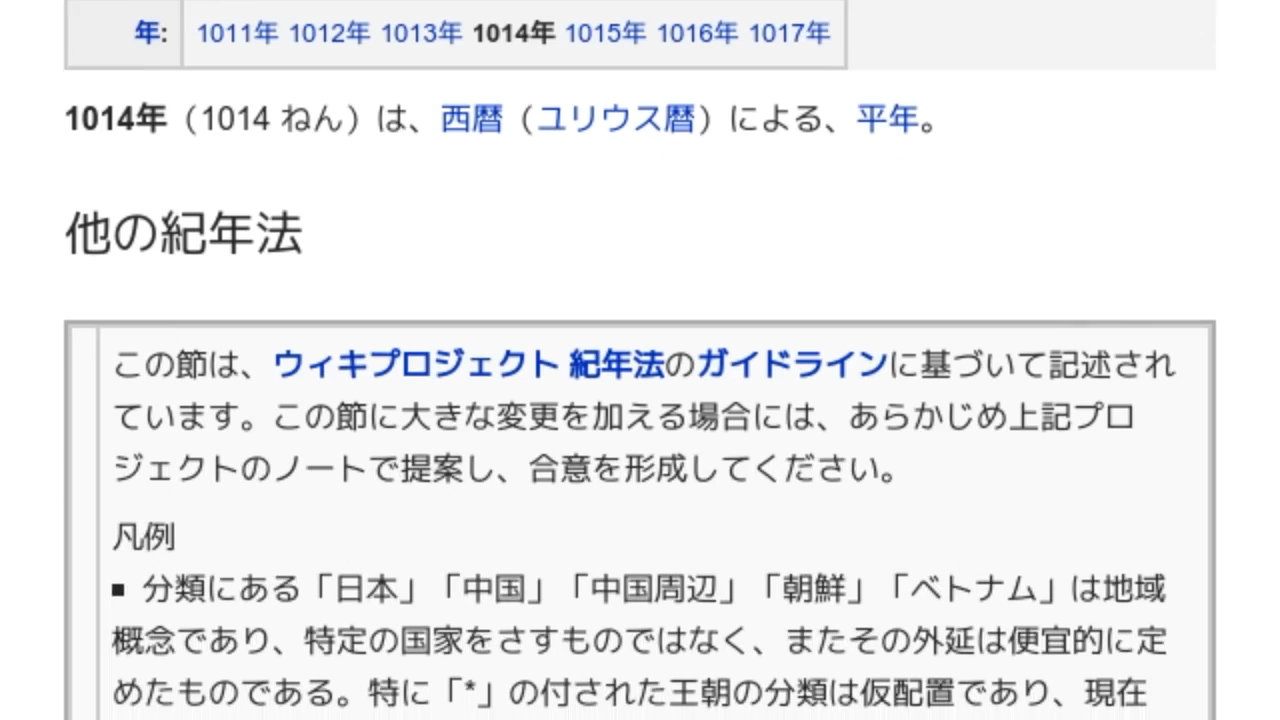 年: 1011年 1012年 1013年 1014年 1015年 1016年 1017年
1014年（1014 ねん）は、西暦（ユリウス暦）による、平年。
他の紀年法
この節は、ウィキプロジェクト 紀年法のガイドラインに基づいて記述され
ています。この節に大きな変更を加える場合には、あらかじめ上記プロ
ジェクトのノートで提案し、合意を形成してください。
凡例
▪ 分類にある「日本」「中国」「中国周辺」「朝鮮」「ベトナム」は地域
概念であり、特定の国家をさすものではなく、またその外延は便宜的に定
めたものである。特に「*」の付された王朝の分類は仮配置であり、現在